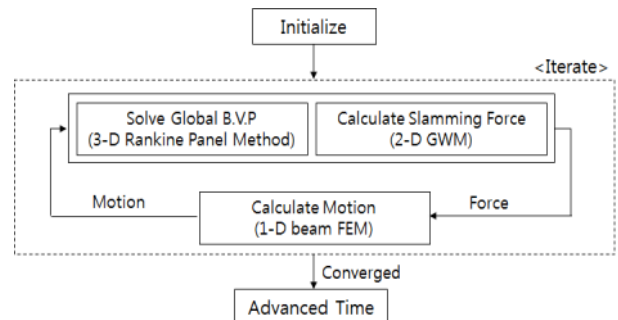 Initialize
<Iterate>
Solve Global B.V.P
(3-D Rankine Panel Method)
Calculate Slamming Force
(2-D GWM)
Motion
Calculate Motion
(1-D beam FEM)
Force
Converged
Advanced Time